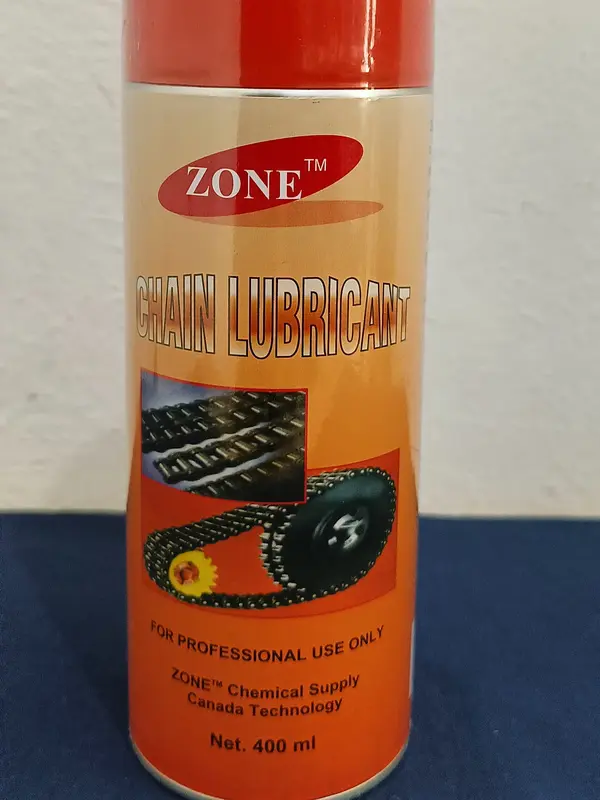 ZONE™
CHAIN LUBRICANT
FOR PROFESSIONAL USE ONLY
ZONE™ Chemical Supply
Canada Technology
Net. 400 ml